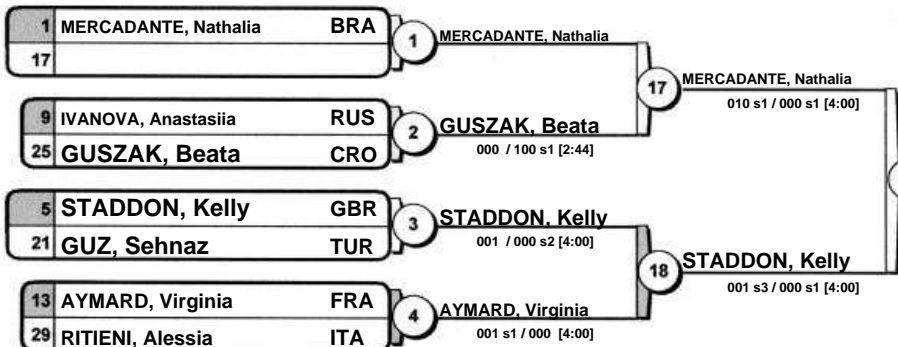 1 MERCADANTE, Nathalia BRA
17
1
MERCADANTE, Nathalia
9 IVANOVA, Anastasiia RUS
25 GUSZAK, Beata CRO
2
GUSZAK, Beata
000 / 100 s1 [2:44]
17
MERCADANTE, Nathalia
010 s1 / 000 s1 [4:00]
5 STADDON, Kelly GBR
21 GUZ, Sehnaz TUR
3
STADDON, Kelly
001 / 000 s2 [4:00]
13 AYMARD, Virginia FRA
29 RITIENI, Alessia ITA
4
AYMARD, Virginia
001 s1 / 000 [4:00]
18
STADDON, Kelly
001 s3 / 000 s1 [4:00]